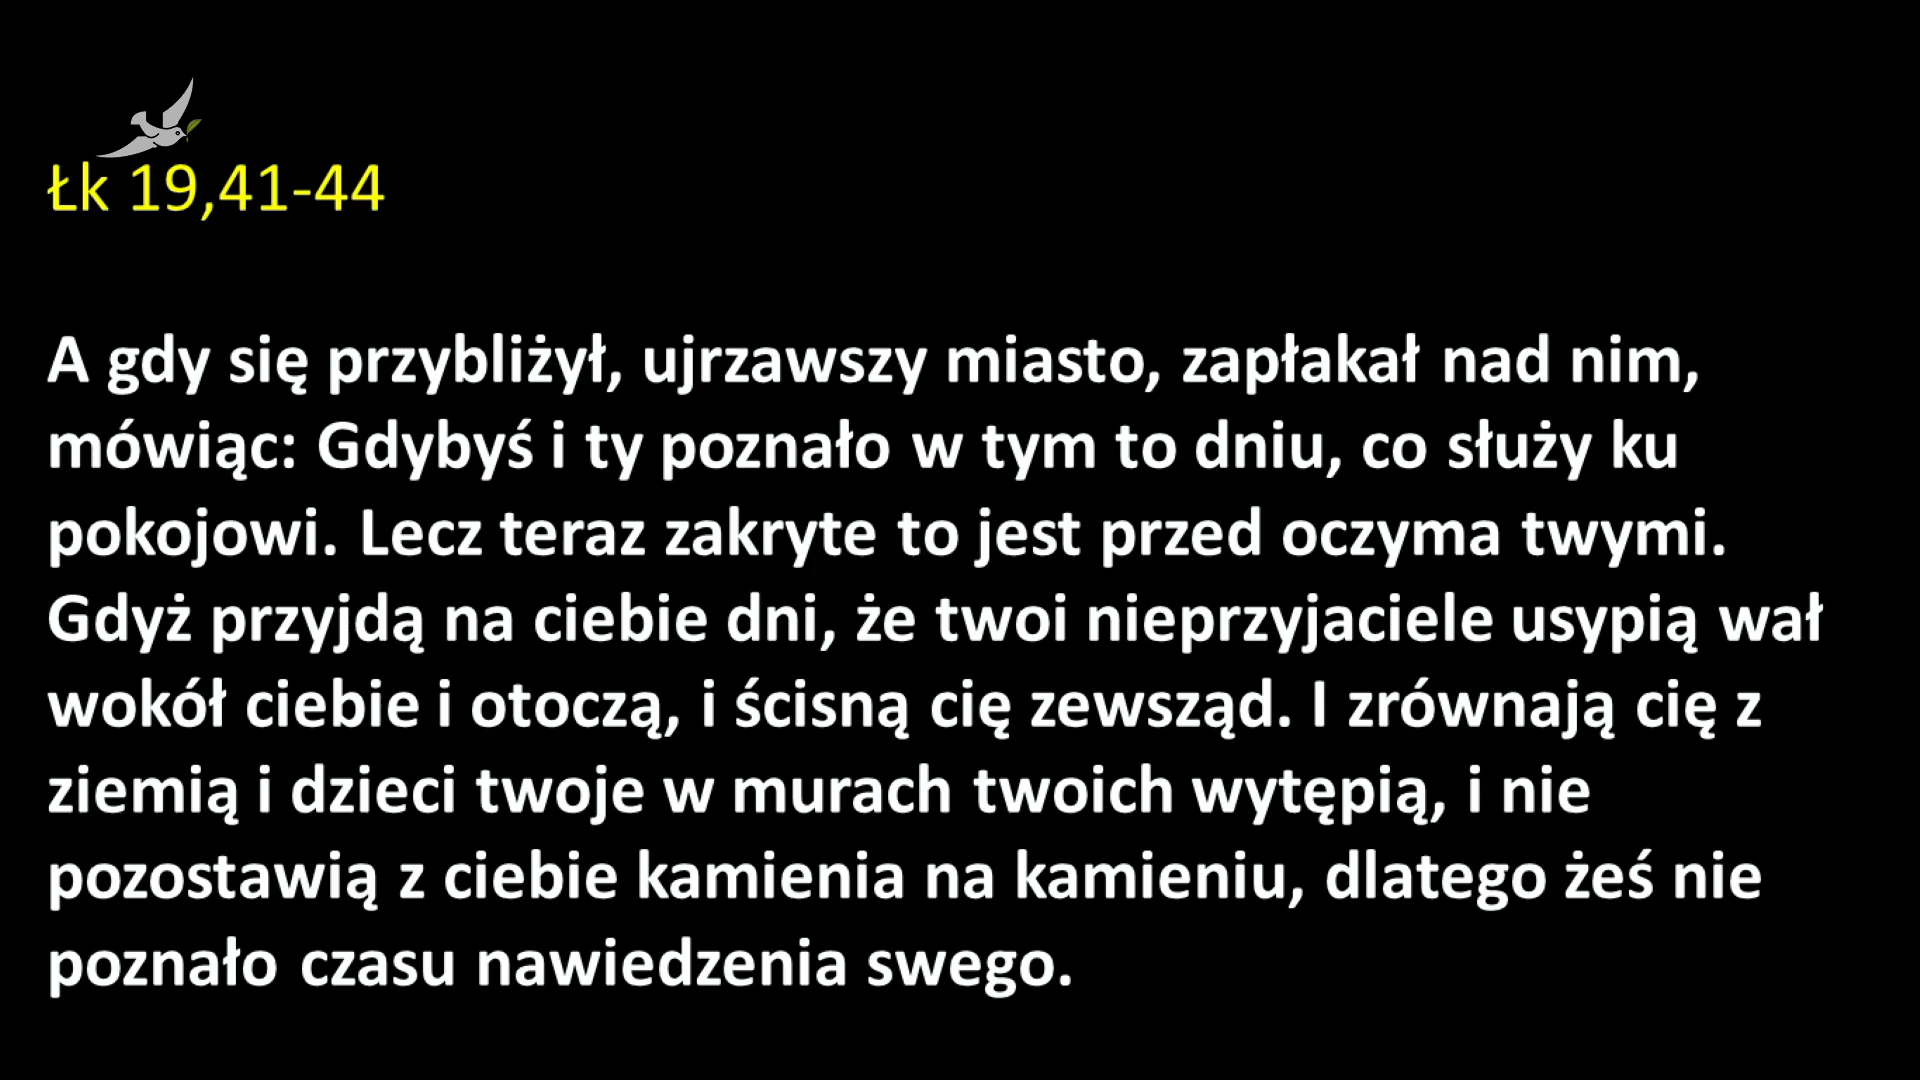 Łk 19,41-44
A gdy się przybliżył, ujrzawszy miasto, zapłakał nad nim,
mówiąc: Gdybyś i ty poznało w tym to dniu, co służy ku
pokojowi. Lecz teraz zakryte to jest przed oczyma twymi.
Gdyż przyjdą na ciebie dni, że twoi nieprzyjaciele usypią wał
wokół ciebie i otoczą, i ścisną cię zewsząd. I zrównają cię z
ziemią i dzieci twoje w murach twoich wytępią, i nie
pozostawią z ciebie kamienia na kamieniu, dlatego żeś nie
poznało czasu nawiedzenia swego.